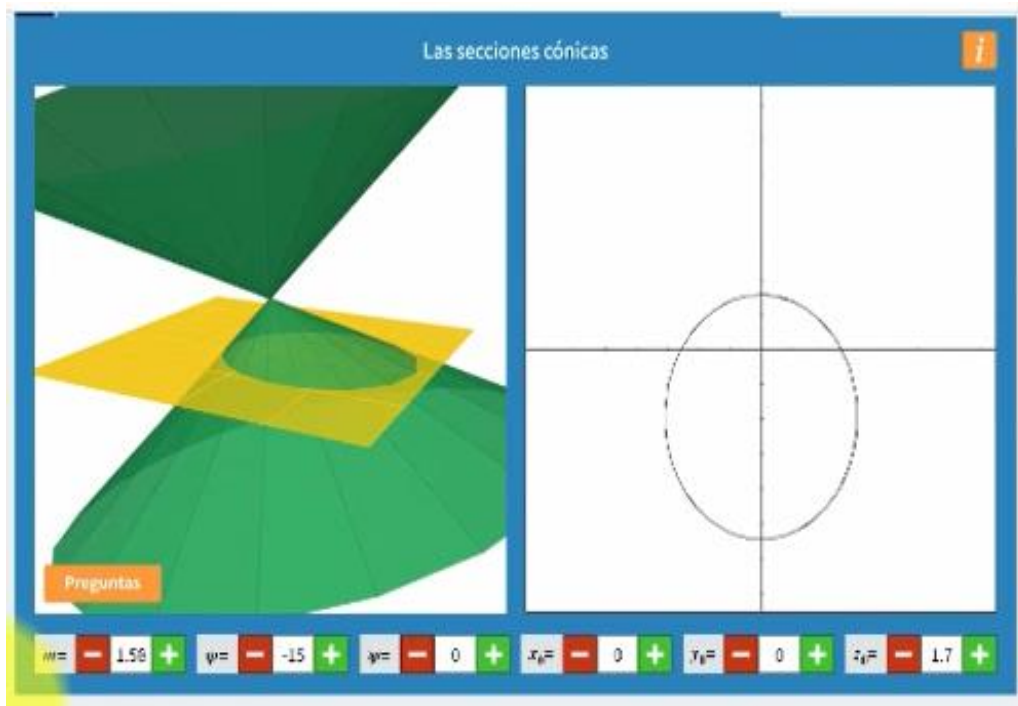 Las secciones cónicas
i
Preguntas
m= − 1.58 + φ= − -15 + ψ= − 0 + x₀= − 0 + y₀= − 0 + z₀= − 1.7 +